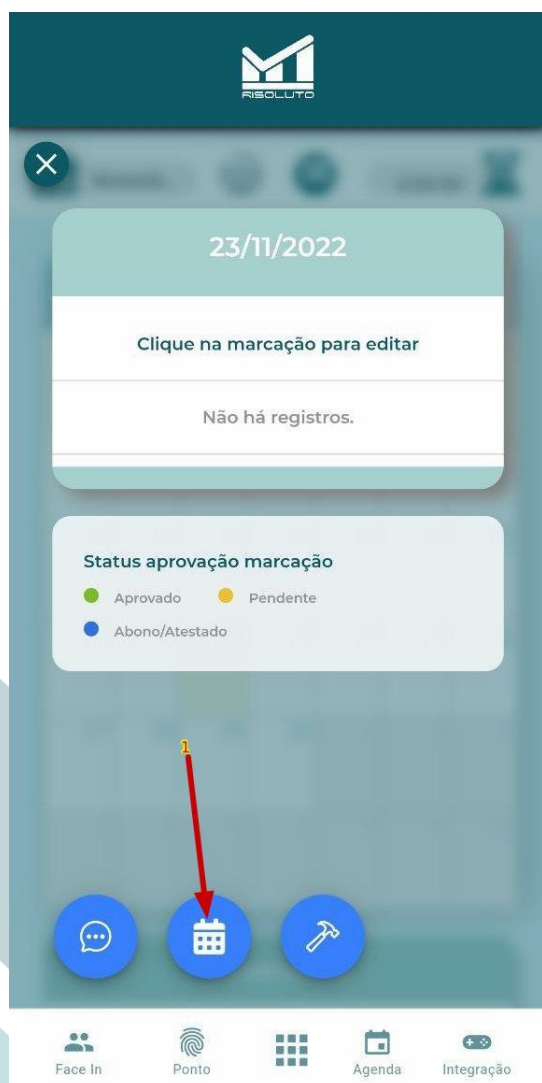 RISOLUTO
23/11/2022
Clique na marcação para editar
Não há registros.
Status aprovação marcação
Aprovado Pendente
Abono/Atestado
1
Face In Ponto Agenda Integração